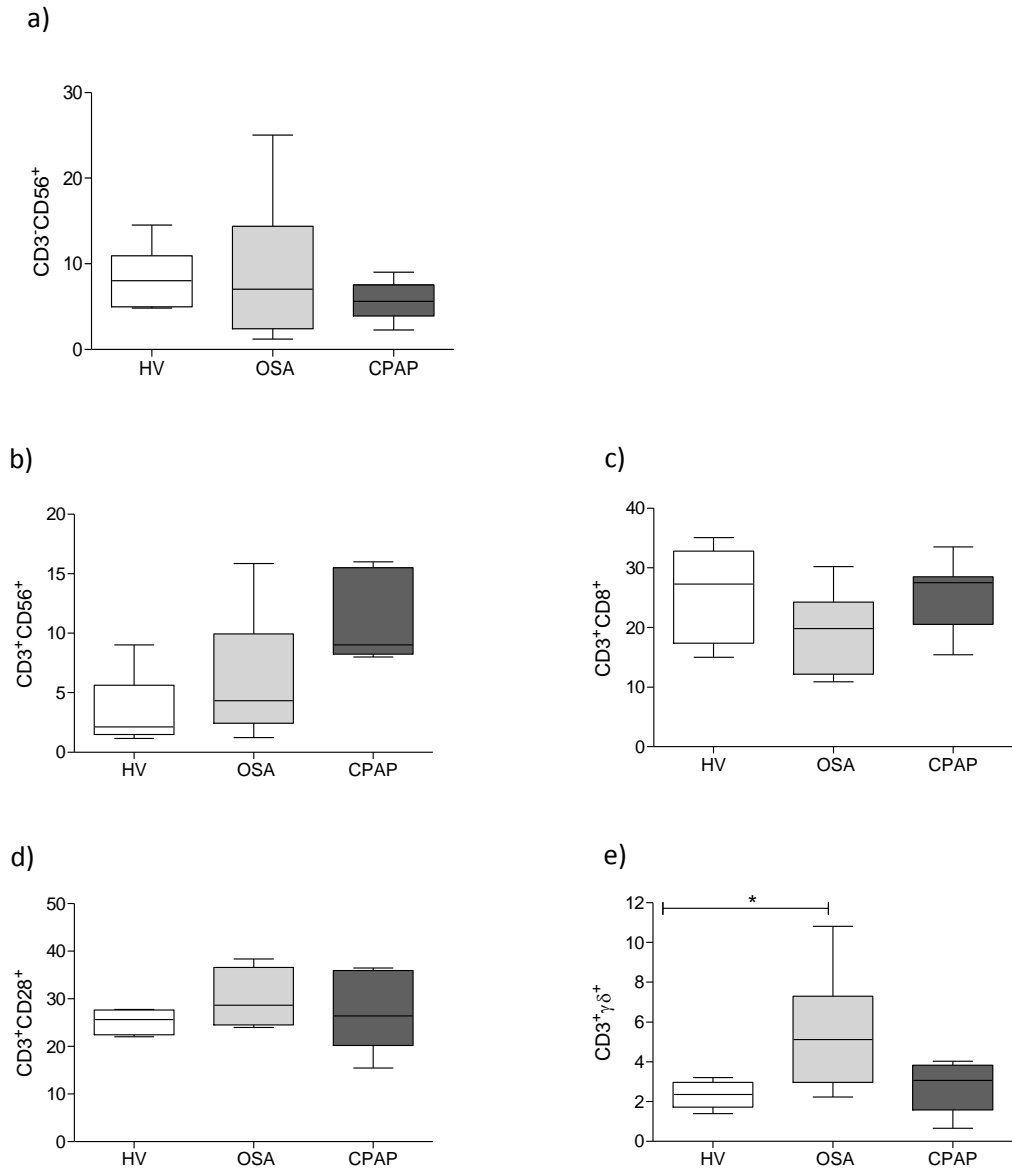 a)
30
20
10
0
CD3⁻CD56⁺
HV OSA CPAP
b)
20
15
10
5
0
CD3⁺CD56⁺
HV OSA CPAP
c)
40
30
20
10
0
CD3⁺CD8⁺
HV OSA CPAP
d)
50
40
30
20
10
0
CD3⁺CD28⁺
HV OSA CPAP
e)
12
10
8
6
4
2
0
CD3⁺γδ⁺
*
HV OSA CPAP